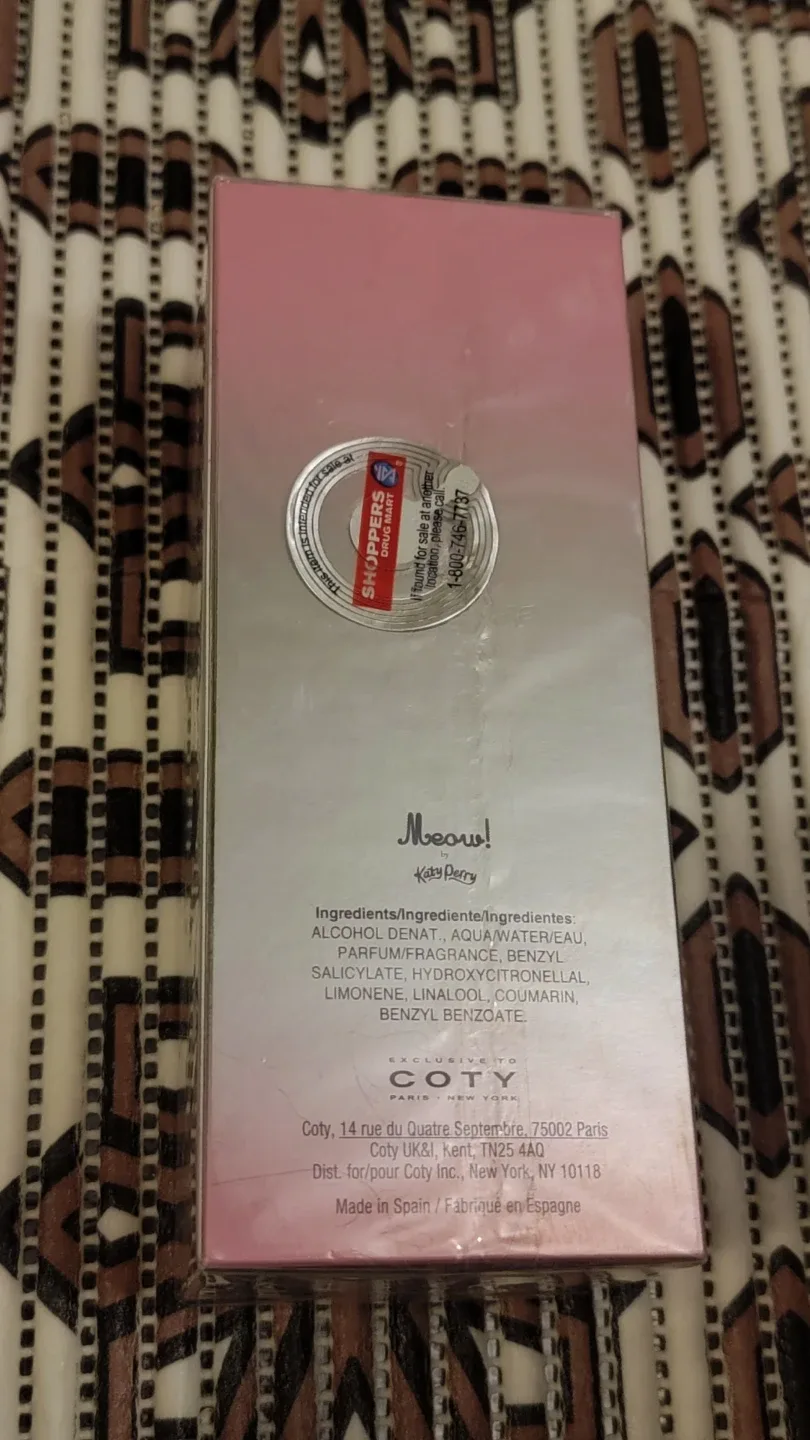 This item is intended for sale at
SHOPPERS
DRUG MART
If found for sale at another
location, please call
1-800-746-7737
Meow!
by
Katy Perry
Ingredients/Ingrediente/Ingredientes:
ALCOHOL DENAT., AQUA/WATER/EAU,
PARFUM/FRAGRANCE, BENZYL
SALICYLATE, HYDROXYCITRONELLAL,
LIMONENE, LINALOOL, COUMARIN,
BENZYL BENZOATE.
EXCLUSIVE TO
COTY
PARIS · NEW YORK
Coty, 14 rue du Quatre Septembre, 75002 Paris
Coty UK&I, Kent, TN25 4AQ
Dist. for/pour Coty Inc., New York, NY 10118
Made in Spain / Fabriqué en Espagne